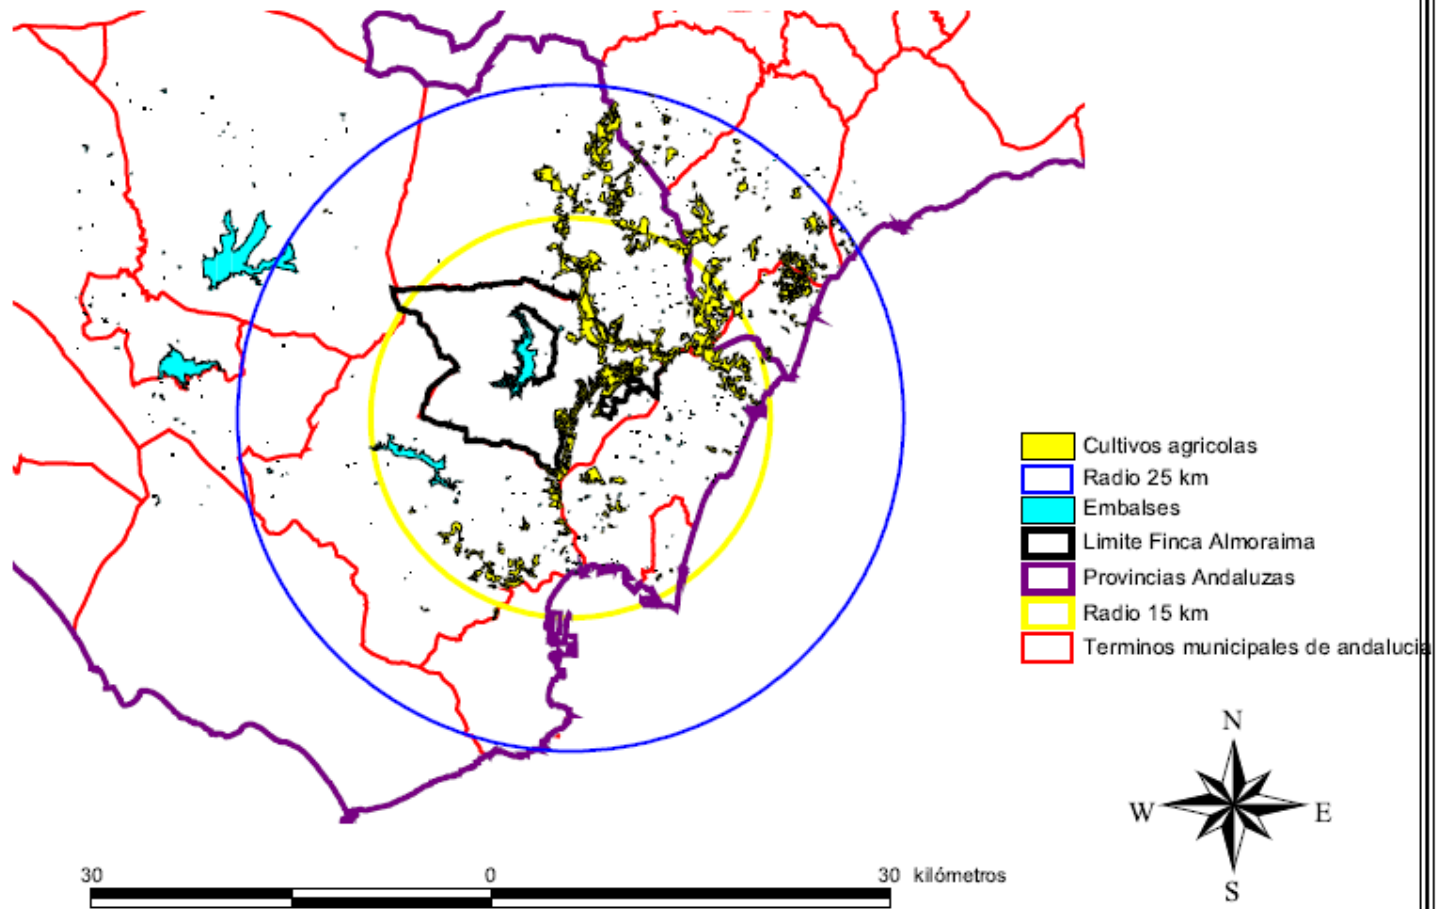 Cultivos agricolas
Radio 25 km
Embalses
Limite Finca Almoraima
Provincias Andaluzas
Radio 15 km
Terminos municipales de andalucia
N
W E
S
30 0 30 kilómetros